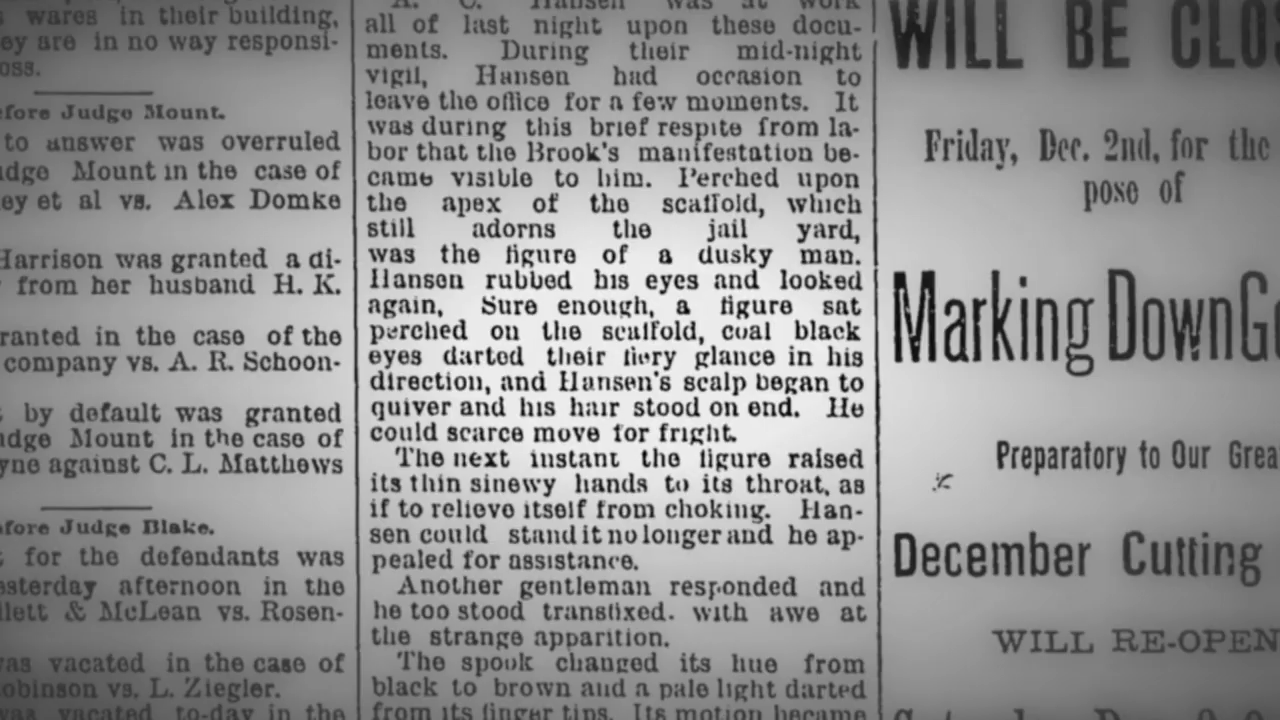 wares in their building,
ey are in no way responsi-
oss.
fore Judge Mount.
to answer was overruled
udge Mount in the case of
ey et al vs. Alex Domke
Harrison was granted a di-
from her husband H. K.
ranted in the case of the
company vs. A. R. Schoon-
by default was granted
udge Mount in the case of
yne against C. L. Matthews
efore Judge Blake.
for the defendants was
esterday afternoon in the
llett & McLean vs. Rosen-
was vacated in the case of
obinson vs. L. Ziegler.
was vacated to-day in the
A. C. Hansen was at work
all of last night upon these docu-
ments. During their mid-night
vigil, Hansen had occasion to
leave the office for a few moments. It
was during this brief respite from la-
bor that the Brook's manifestation be-
came visible to him. Perched upon
the apex of the scaffold, which
still adorns the jail yard,
was the figure of a dusky man.
Hansen rubbed his eyes and looked
again, Sure enough, a figure sat
perched on the scaffold, coal black
eyes darted their fiery glance in his
direction, and Hansen's scalp began to
quiver and his hair stood on end. He
could scarce move for fright.
The next instant the figure raised
its thin sinewy hands to its throat, as
if to relieve itself from choking. Han-
sen could stand it no longer and he ap-
pealed for assistance.
Another gentleman responded and
he too stood transfixed. with awe at
the strange apparition.
The spook changed its hue from
black to brown and a pale light darted
from its finger tips. Its motion became
WILL BE CLOS
Friday, Dec. 2nd, for the
pose of
Marking Down Go
Preparatory to Our Grea
December Cutting
WILL RE-OPEN